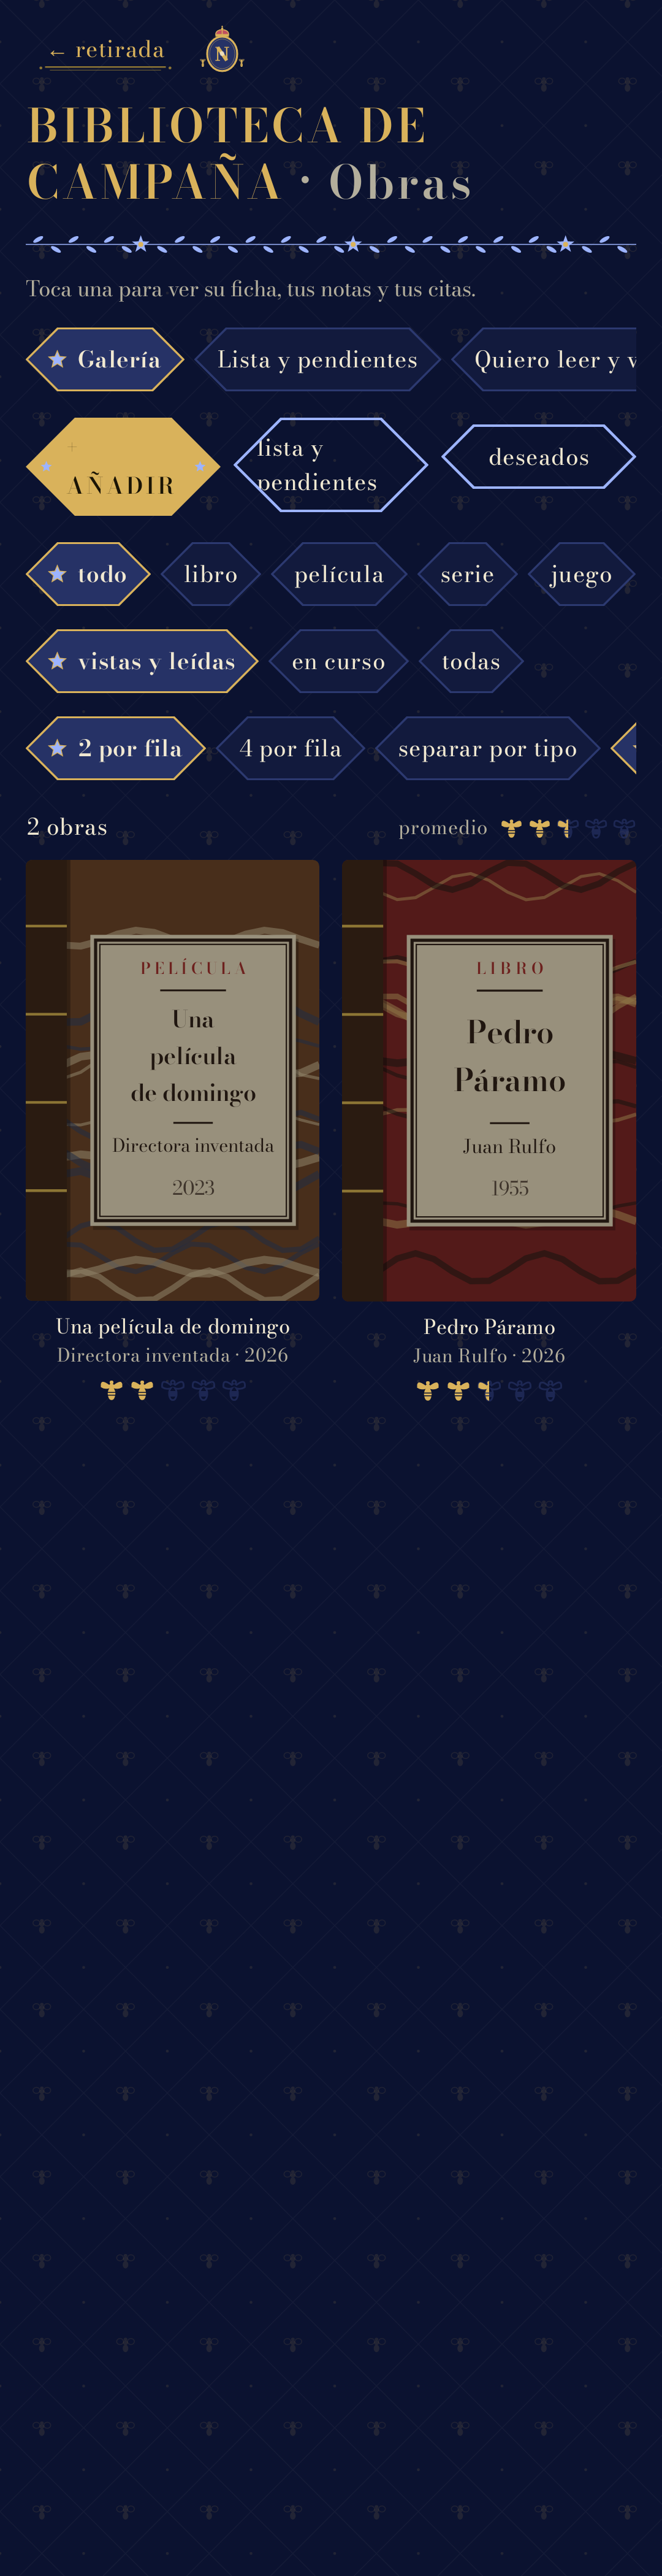 ← retirada
N
BIBLIOTECA DE
CAMPAÑA · Obras
Toca una para ver su ficha, tus notas y tus citas.
Galería Lista y pendientes Quiero leer y v
+
AÑADIR
lista y
pendientes
deseados
todo libro película serie juego
vistas y leídas en curso todas
2 por fila 4 por fila separar por tipo
2 obras promedio
PELÍCULA
Una
película
de domingo
Directora inventada
2023
LIBRO
Pedro
Páramo
Juan Rulfo
1955
Una película de domingo
Directora inventada · 2026
Pedro Páramo
Juan Rulfo · 2026